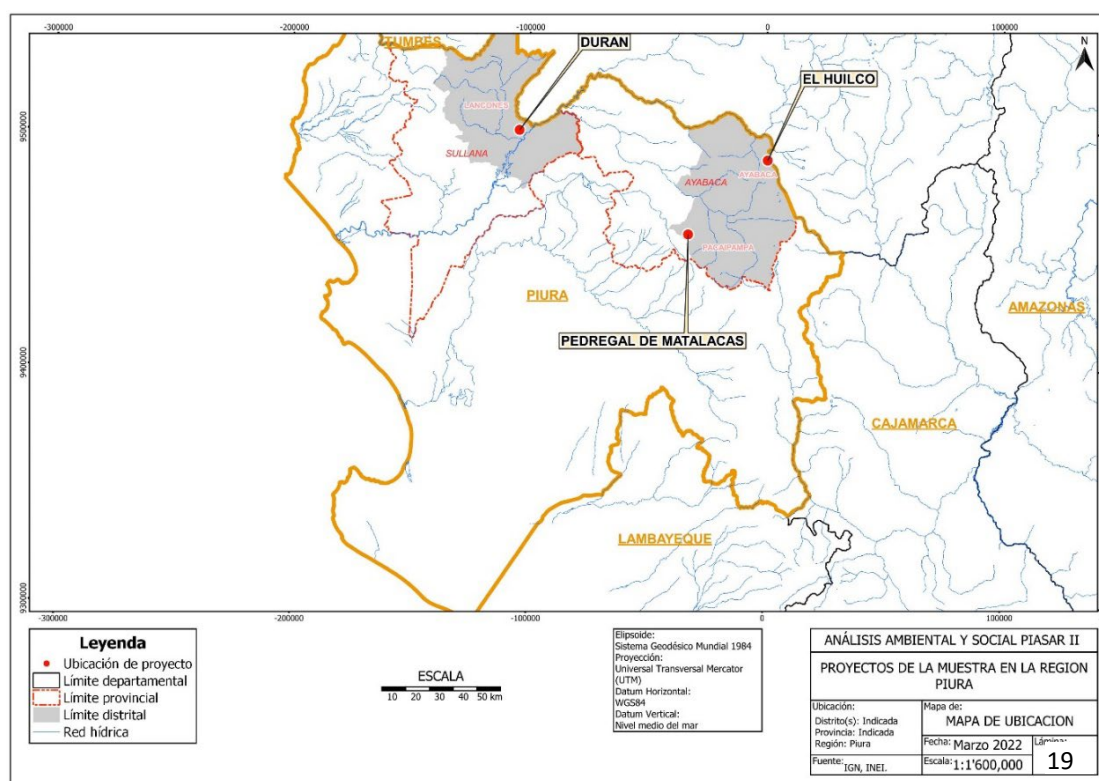 -300000
-200000
-100000
0
100000
TUMBES
DURAN
N
EL HUILCO
LANCONES
9500000
9500000
SULLANA
AYABACA
AYABACA
PACAIPAMPA
PIURA
AMAZONAS
PEDREGAL DE MATALACAS
9400000
9400000
CAJAMARCA
LAMBAYEQUE
9300000
9300000
-300000
-200000
-100000
0
100000
Leyenda
Ubicación de proyecto
Límite departamental
Límite provincial
Límite distrital
Red hídrica
ESCALA
10 20 30 40 50 km
Elipsoide:
Sistema Geodésico Mundial 1984
Proyección:
Universal Transversal Mercator
(UTM)
Datum Horizontal:
WGS84
Datum Vertical:
Nivel medio del mar
ANÁLISIS AMBIENTAL Y SOCIAL PIASAR II
PROYECTOS DE LA MUESTRA EN LA REGION
PIURA
Ubicación:
Distrito(s): Indicada
Provincia: Indicada
Región: Piura
Mapa de:
MAPA DE UBICACION
Fecha: Marzo 2022
Lámina:
Fuente: IGN, INEI.
Escala: 1:1'600,000
19